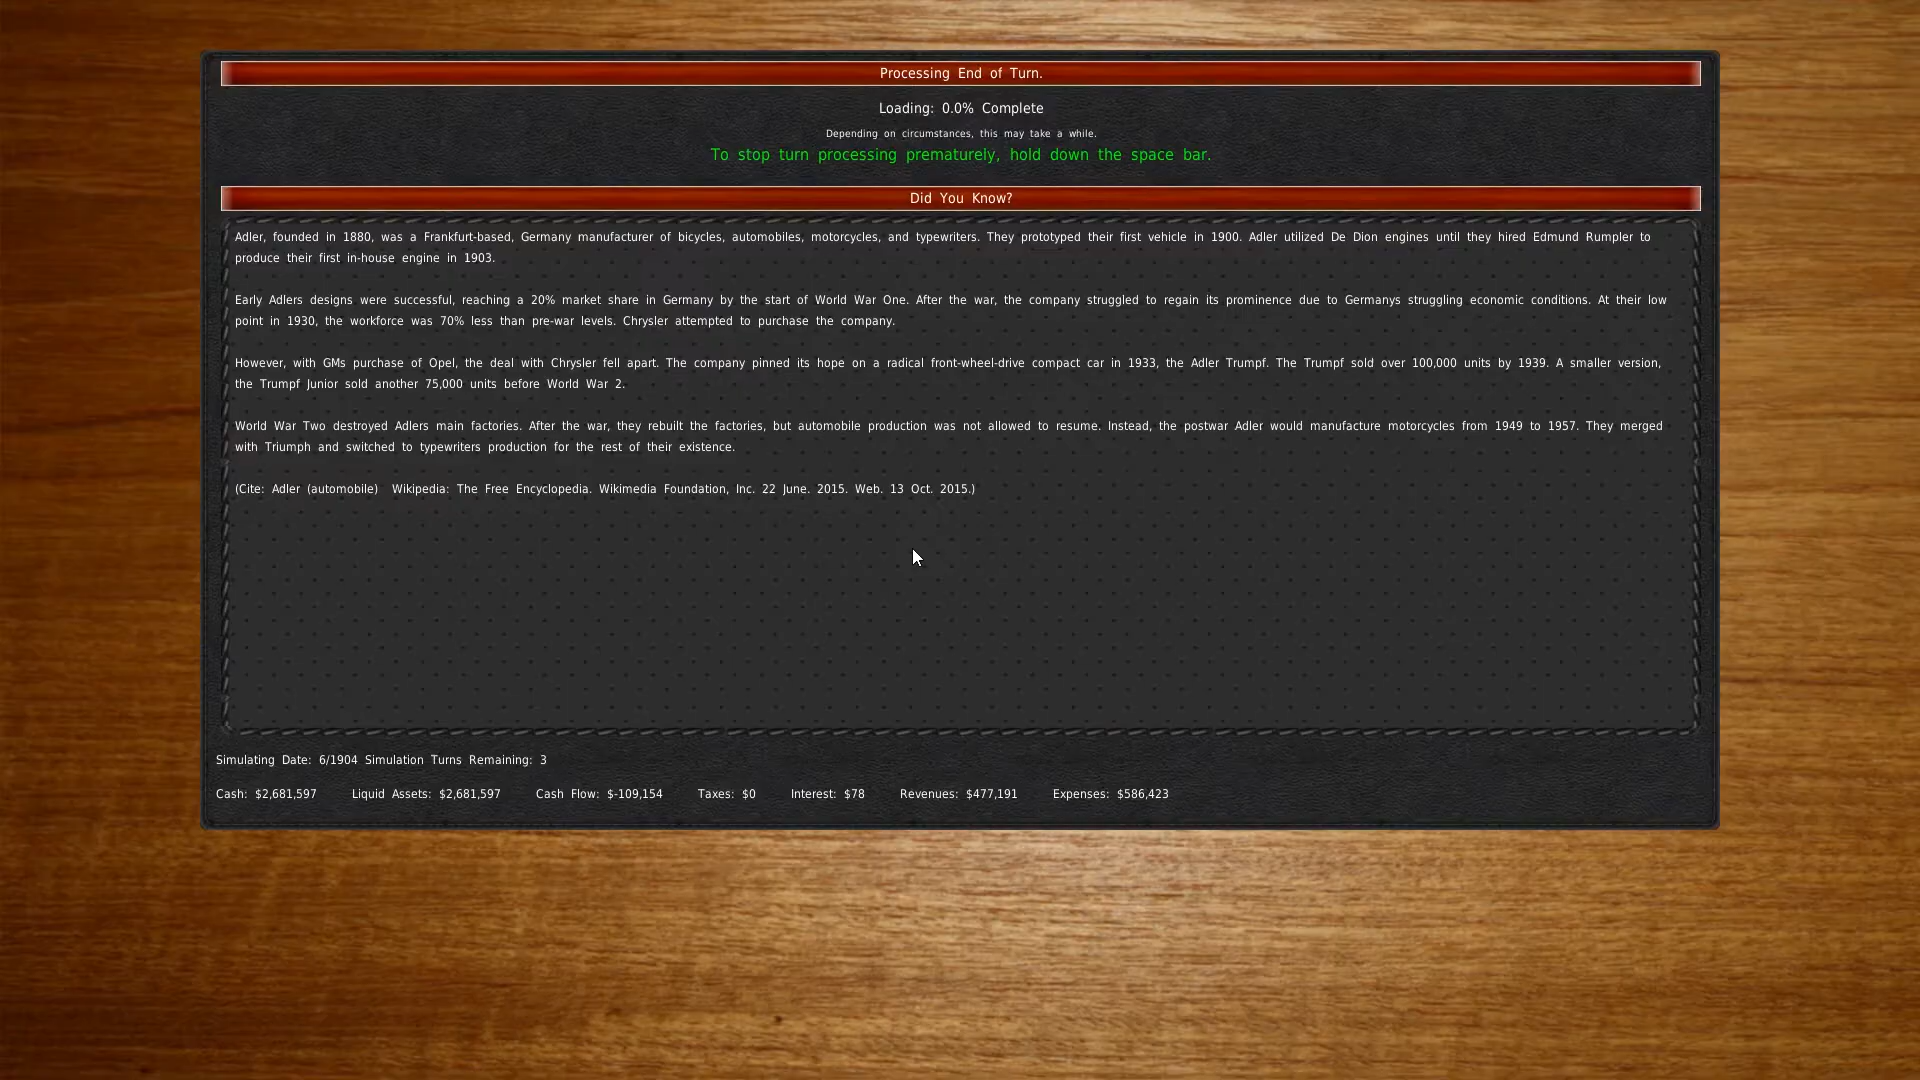 Processing End of Turn.
Loading: 0.0% Complete
Depending on circumstances, this may take a while.
To stop turn processing prematurely, hold down the space bar.
Did You Know?
Adler, founded in 1880, was a Frankfurt-based, Germany manufacturer of bicycles, automobiles, motorcycles, and typewriters. They prototyped their first vehicle in 1900. Adler utilized De Dion engines until they hired Edmund Rumpler to
produce their first in-house engine in 1903.
Early Adlers designs were successful, reaching a 20% market share in Germany by the start of World War One. After the war, the company struggled to regain its prominence due to Germanys struggling economic conditions. At their low
point in 1930, the workforce was 70% less than pre-war levels. Chrysler attempted to purchase the company.
However, with GMs purchase of Opel, the deal with Chrysler fell apart. The company pinned its hope on a radical front-wheel-drive compact car in 1933, the Adler Trumpf. The Trumpf sold over 100,000 units by 1939. A smaller version,
the Trumpf Junior sold another 75,000 units before World War 2.
World War Two destroyed Adlers main factories. After the war, they rebuilt the factories, but automobile production was not allowed to resume. Instead, the postwar Adler would manufacture motorcycles from 1949 to 1957. They merged
with Triumph and switched to typewriters production for the rest of their existence.
(Cite: Adler (automobile) Wikipedia: The Free Encyclopedia. Wikimedia Foundation, Inc. 22 June. 2015. Web. 13 Oct. 2015.)
Simulating Date: 6/1904 Simulation Turns Remaining: 3
Cash: $2,681,597 Liquid Assets: $2,681,597 Cash Flow: $-109,154 Taxes: $0 Interest: $78 Revenues: $477,191 Expenses: $586,423